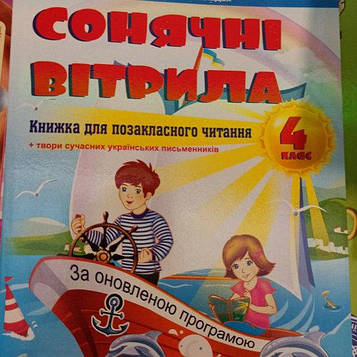 СОНЯЧНІ
ВІТРИЛА
Книжка для позакласного читання
+ твори сучасних українських письменників
4
КЛАС
За оновленою програмою